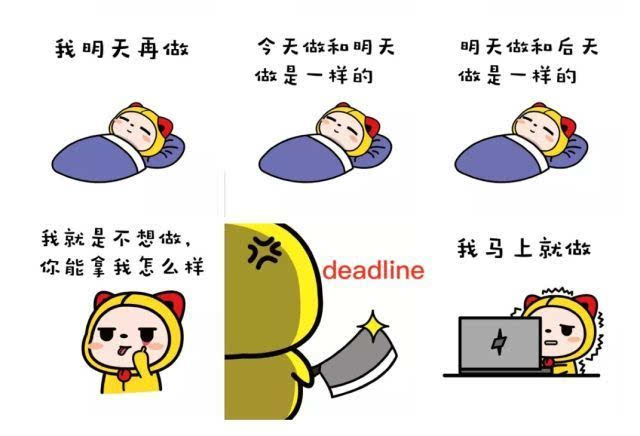 我明天再做
今天做和明天
做是一样的
明天做和后天
做是一样的
我就是不想做,
你能拿我怎么样
deadline
我马上就做